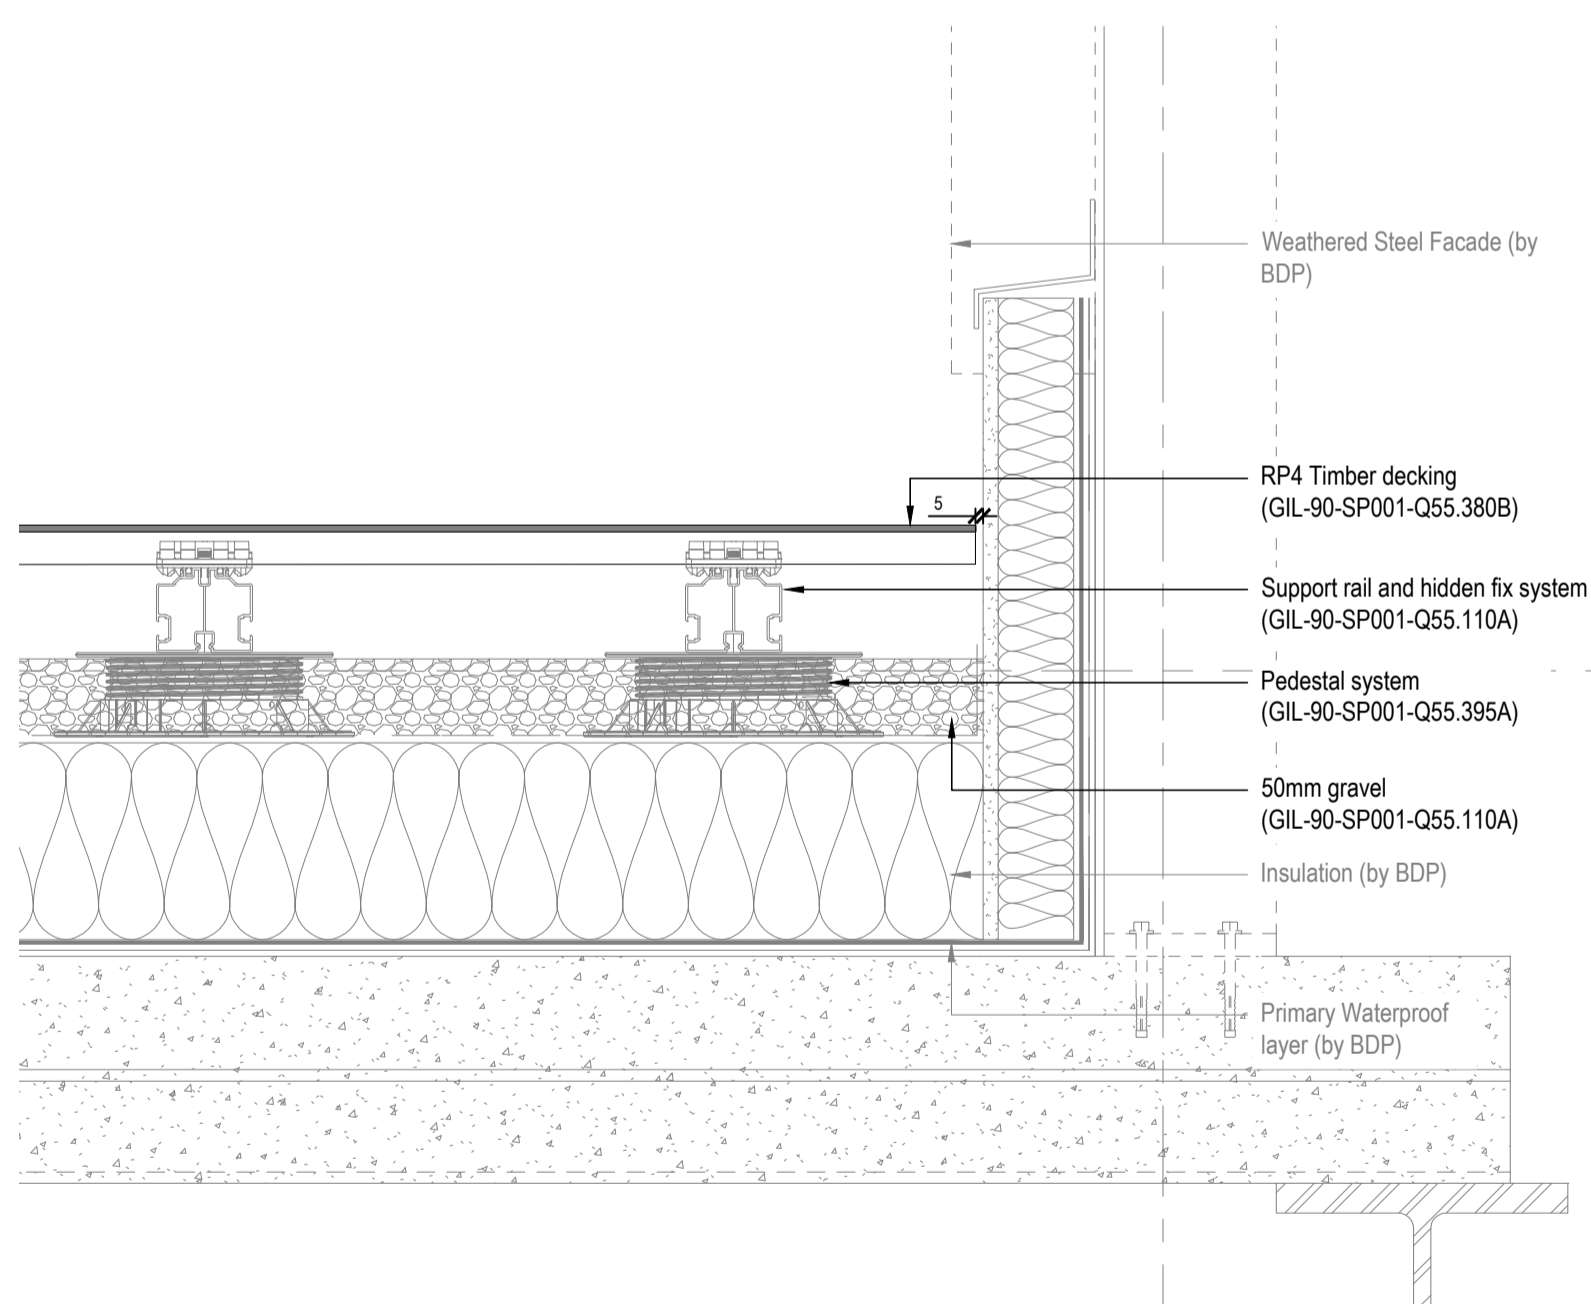 Weathered Steel Facade (by
BDP)
RP4 Timber decking
(GIL-90-SP001-Q55.380B)
5
Support rail and hidden fix system
(GIL-90-SP001-Q55.110A)
Pedestal system
(GIL-90-SP001-Q55.395A)
50mm gravel
(GIL-90-SP001-Q55.110A)
Insulation (by BDP)
Primary Waterproof
layer (by BDP)